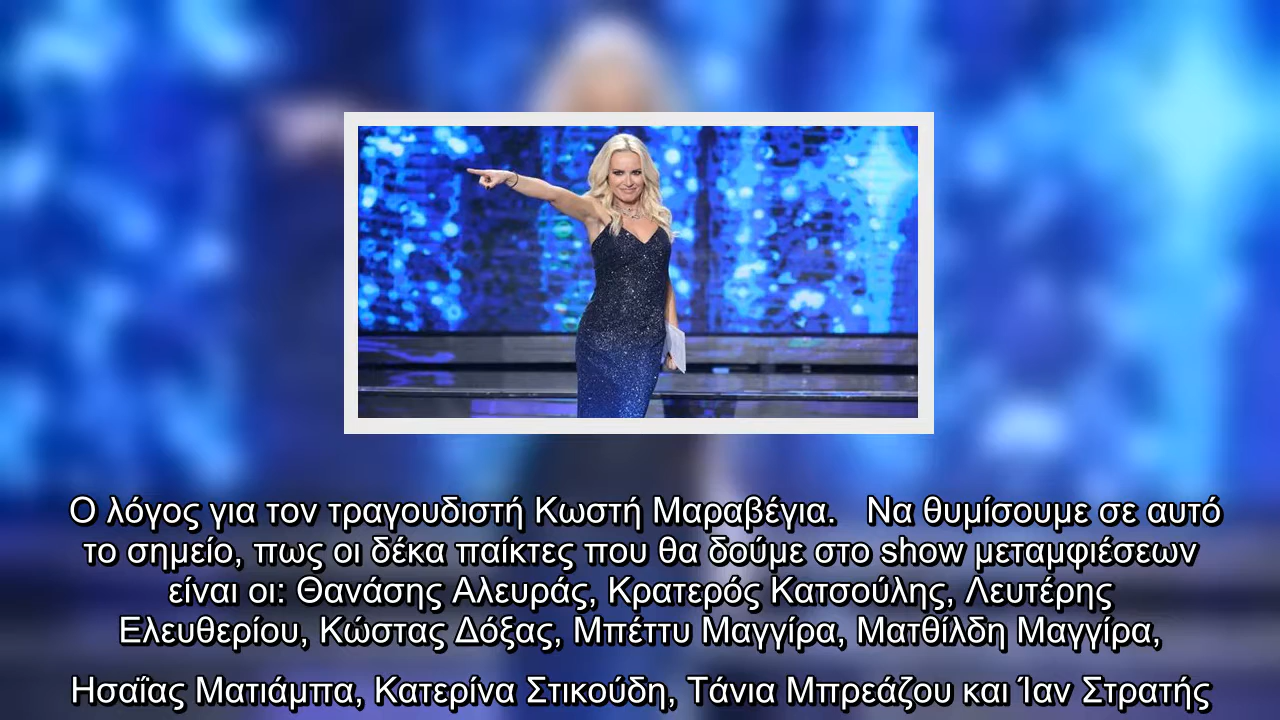 Ο λόγος για τον τραγουδιστή Κωστή Μαραβέγια.   Να θυμίσουμε σε αυτό
το σημείο, πως οι δέκα παίκτες που θα δούμε στο show μεταμφιέσεων
είναι οι: Θανάσης Αλευράς, Κρατερός Κατσούλης, Λευτέρης
Ελευθερίου, Κώστας Δόξας, Μπέττυ Μαγγίρα, Ματθίλδη Μαγγίρα,
Ησαΐας Ματιάμπα, Κατερίνα Στικούδη, Τάνια Μπρεάζου και Ίαν Στρατής